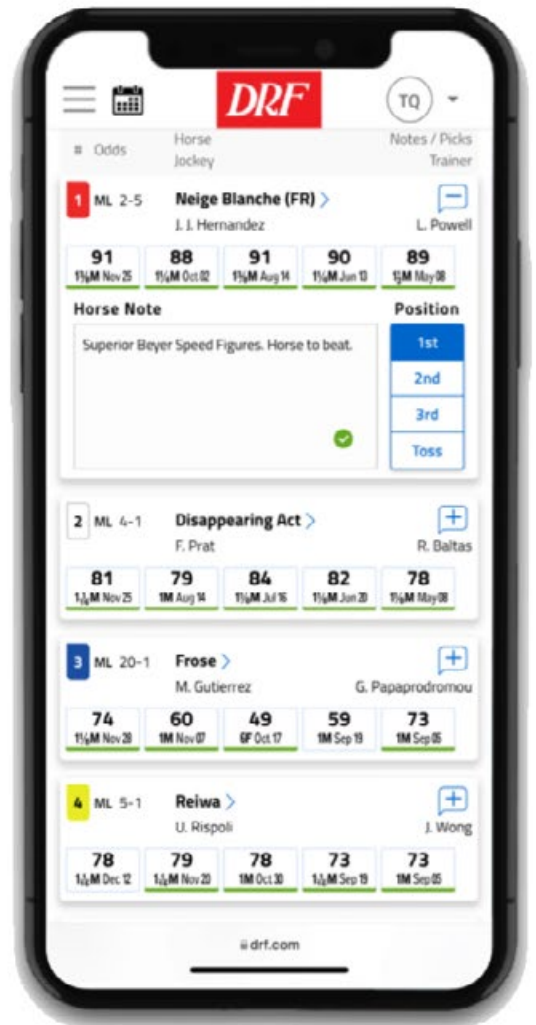 DRF
TQ
# Odds Horse Notes / Picks
Jockey Trainer
1 ML 2-5 Neige Blanche (FR) >
J. J. Hernandez L. Powell
91 88 91 90 89
Nov 25 Oct 02 Aug 14 Jun 13 May 08
Horse Note Position
Superior Beyer Speed Figures. Horse to beat. 1st
2nd
3rd
Toss
2 ML 4-1 Disappearing Act >
F. Prat R. Baltas
81 79 84 82 78
Nov 25 1M Aug 14 Jul 16 Jun 20 May 08
3 ML 20-1 Frose >
M. Gutierrez G. Papaprodromou
74 60 49 59 73
Nov 28 1M Nov 07 6F Oct 17 1M Sep 19 1M Sep 05
4 ML 5-1 Reiwa >
U. Rispoli J. Wong
78 79 78 73 73
Dec 12 Nov 20 1M Oct 30 Sep 19 1M Sep 05
drf.com